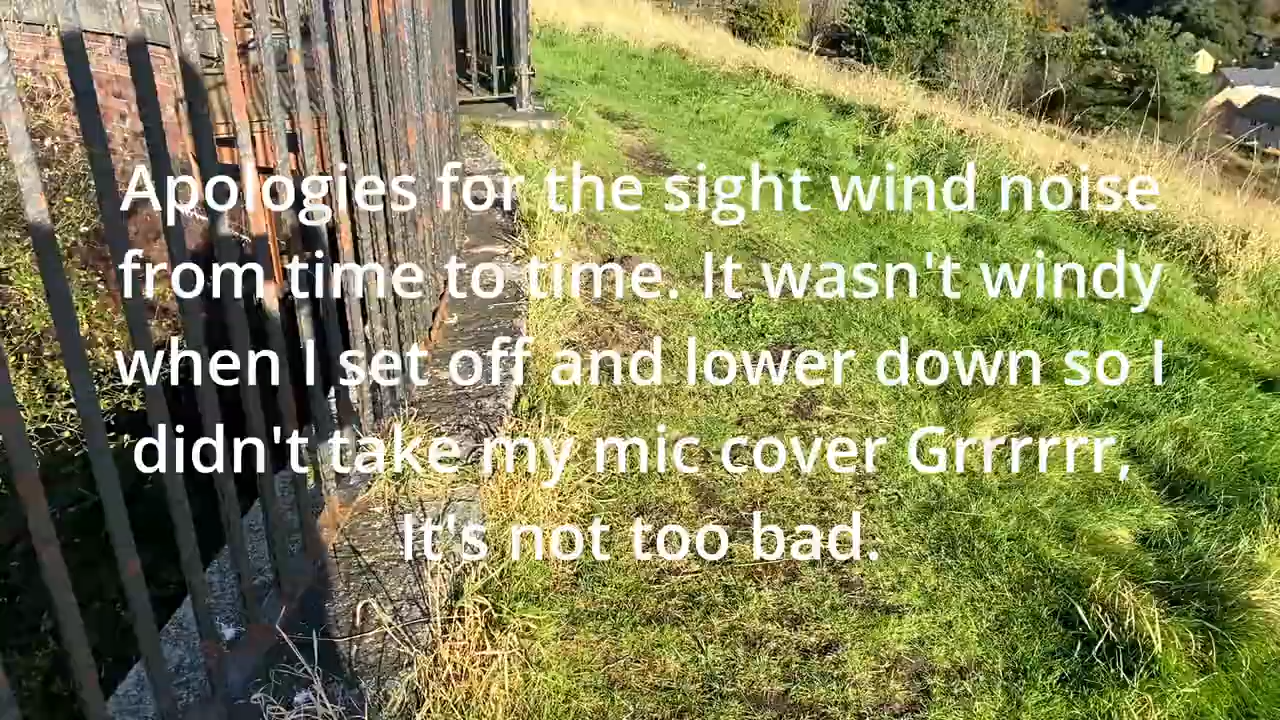 Apologies for the sight wind noise
from time to time. It wasn't windy
when I set off and lower down so I
didn't take my mic cover Grrrrrr,
It's not too bad.